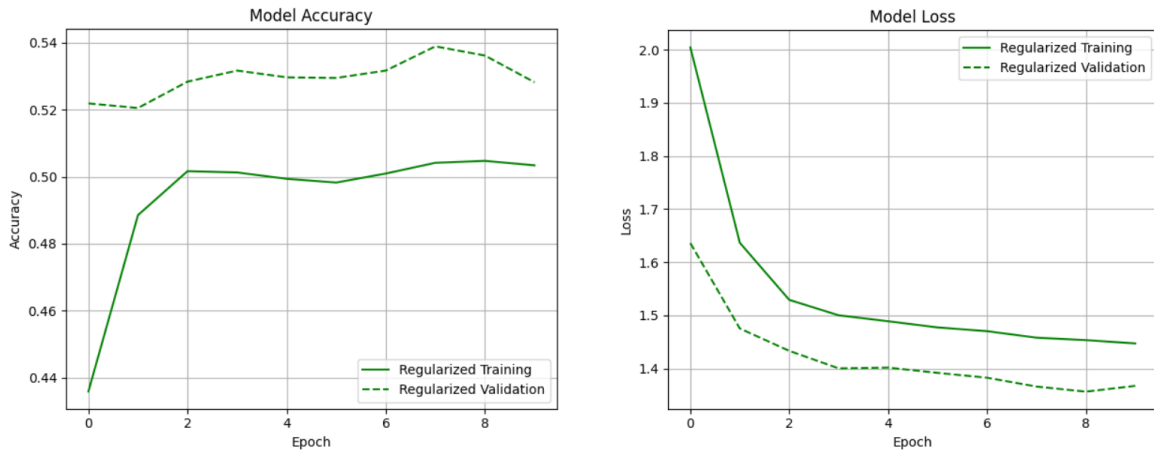 Model Accuracy
0.54
0.52
0.50
0.48
0.46
0.44
Accuracy
0
2
4
6
8
Epoch
Regularized Training
Regularized Validation
Model Loss
2.0
1.9
1.8
1.7
1.6
1.5
1.4
Loss
0
2
4
6
8
Epoch
Regularized Training
Regularized Validation